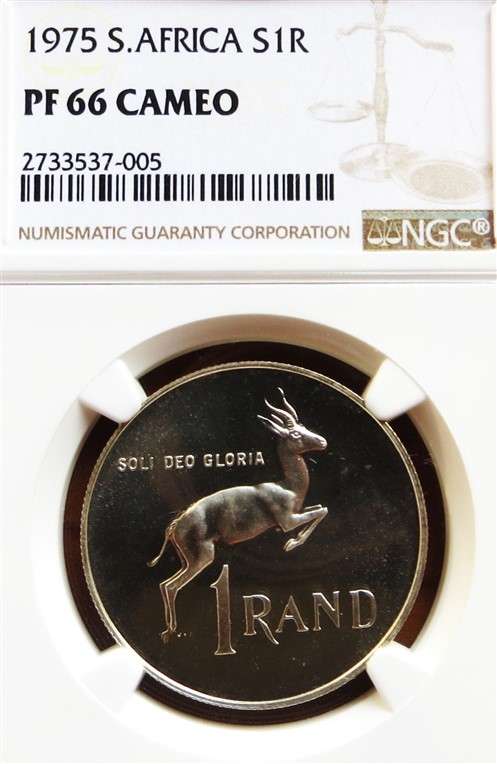 1975 S.AFRICA S1R
PF 66 CAMEO
2733537-005
NUMISMATIC GUARANTY CORPORATION
NGC®
SOLI DEO GLORIA
1 RAND